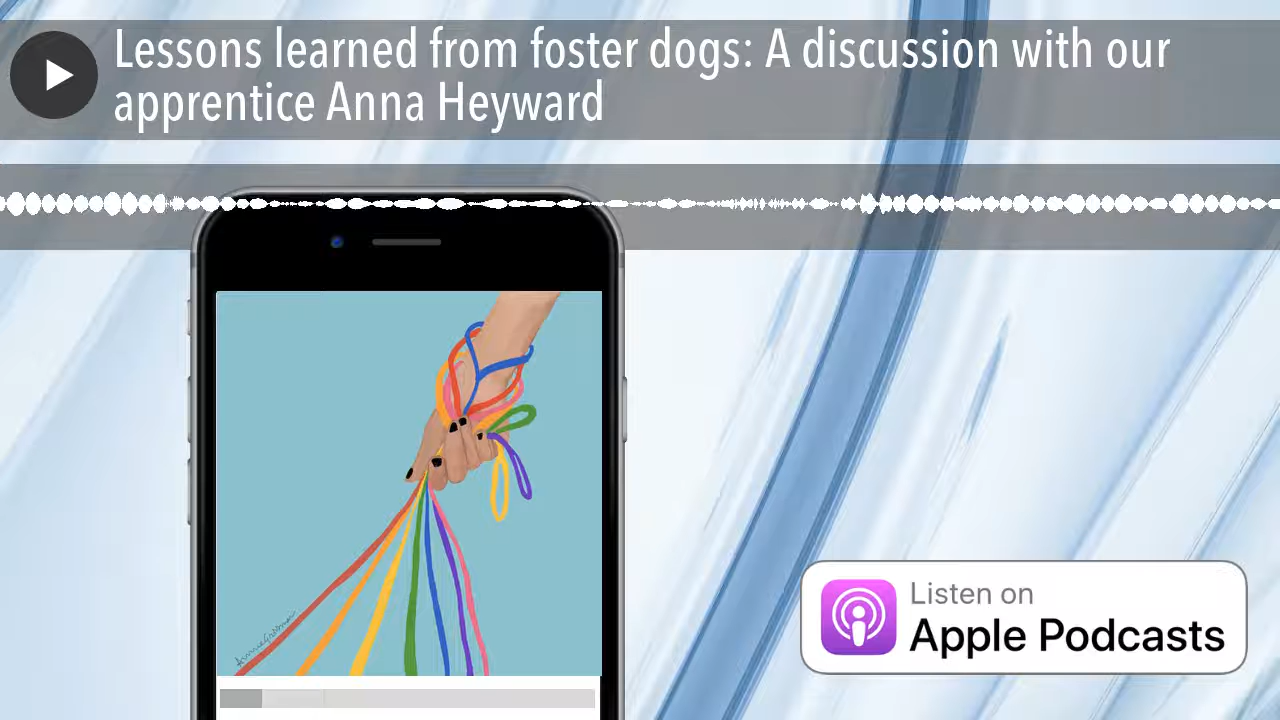 Lessons learned from foster dogs: A discussion with our
apprentice Anna Heyward
Listen on
Apple Podcasts